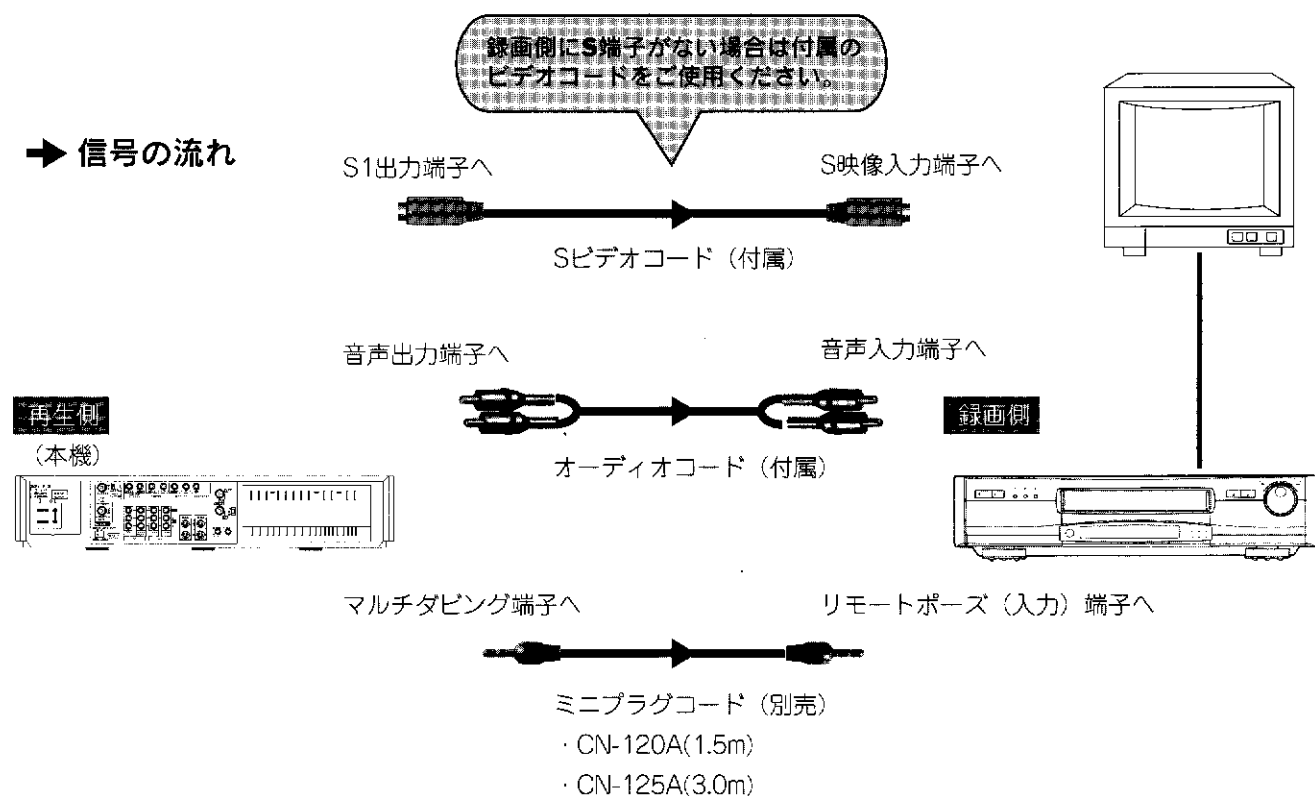 録画側にS端子がない場合は付属の
ビデオコードをご使用ください。
信号の流れ
S1出力端子へ
S映像入力端子へ
Sビデオコード（付属）
音声出力端子へ
音声入力端子へ
再生側
（本機）
録画側
オーディオコード（付属）
マルチダビング端子へ
リモートポーズ（入力）端子へ
ミニプラグコード（別売）
・CN-120A(1.5m)
・CN-125A(3.0m)